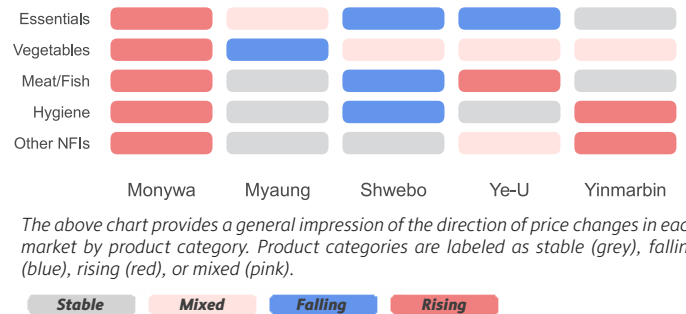 Essentials
Vegetables
Meat/Fish
Hygiene
Other NFIs
Monywa Myaung Shwebo Ye-U Yinmarbin
The above chart provides a general impression of the direction of price changes in eac
market by product category. Product categories are labeled as stable (grey), fallin
(blue), rising (red), or mixed (pink).
Stable Mixed Falling Rising